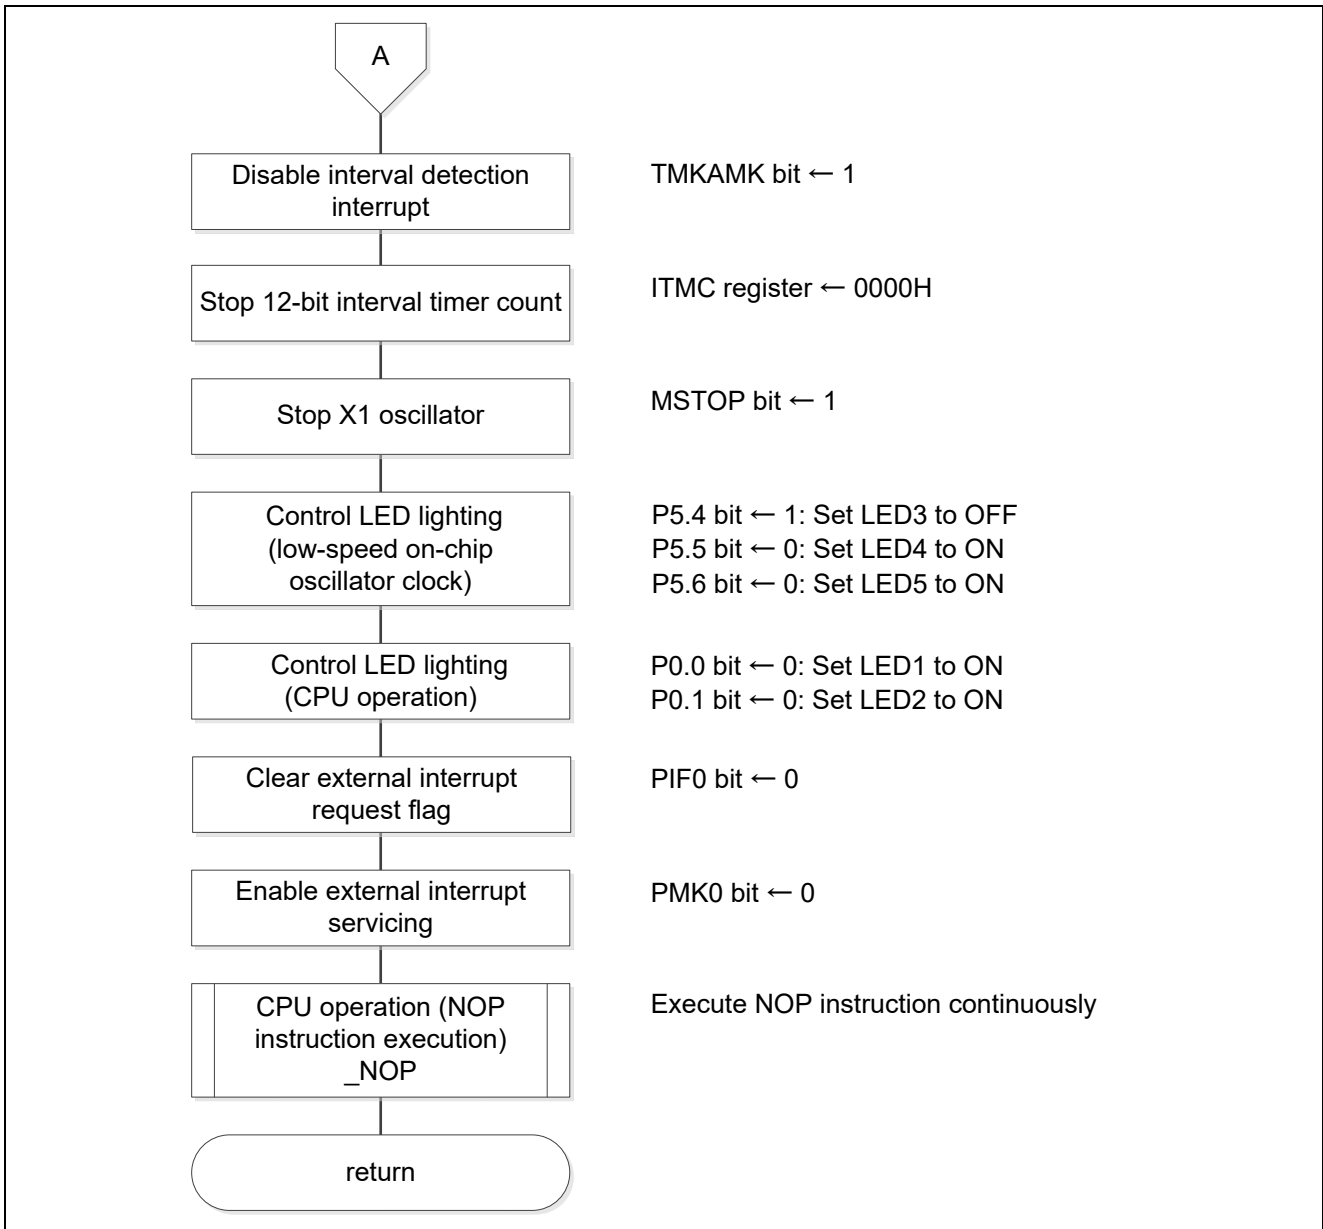 A
Disable interval detection
interrupt
TMKAMK bit ← 1
Stop 12-bit interval timer count
ITMC register ← 0000H
Stop X1 oscillator
MSTOP bit ← 1
Control LED lighting
(low-speed on-chip
oscillator clock)
P5.4 bit ← 1: Set LED3 to OFF
P5.5 bit ← 0: Set LED4 to ON
P5.6 bit ← 0: Set LED5 to ON
Control LED lighting
(CPU operation)
P0.0 bit ← 0: Set LED1 to ON
P0.1 bit ← 0: Set LED2 to ON
Clear external interrupt
request flag
PIF0 bit ← 0
Enable external interrupt
servicing
PMK0 bit ← 0
CPU operation (NOP
instruction execution)
_NOP
Execute NOP instruction continuously
return